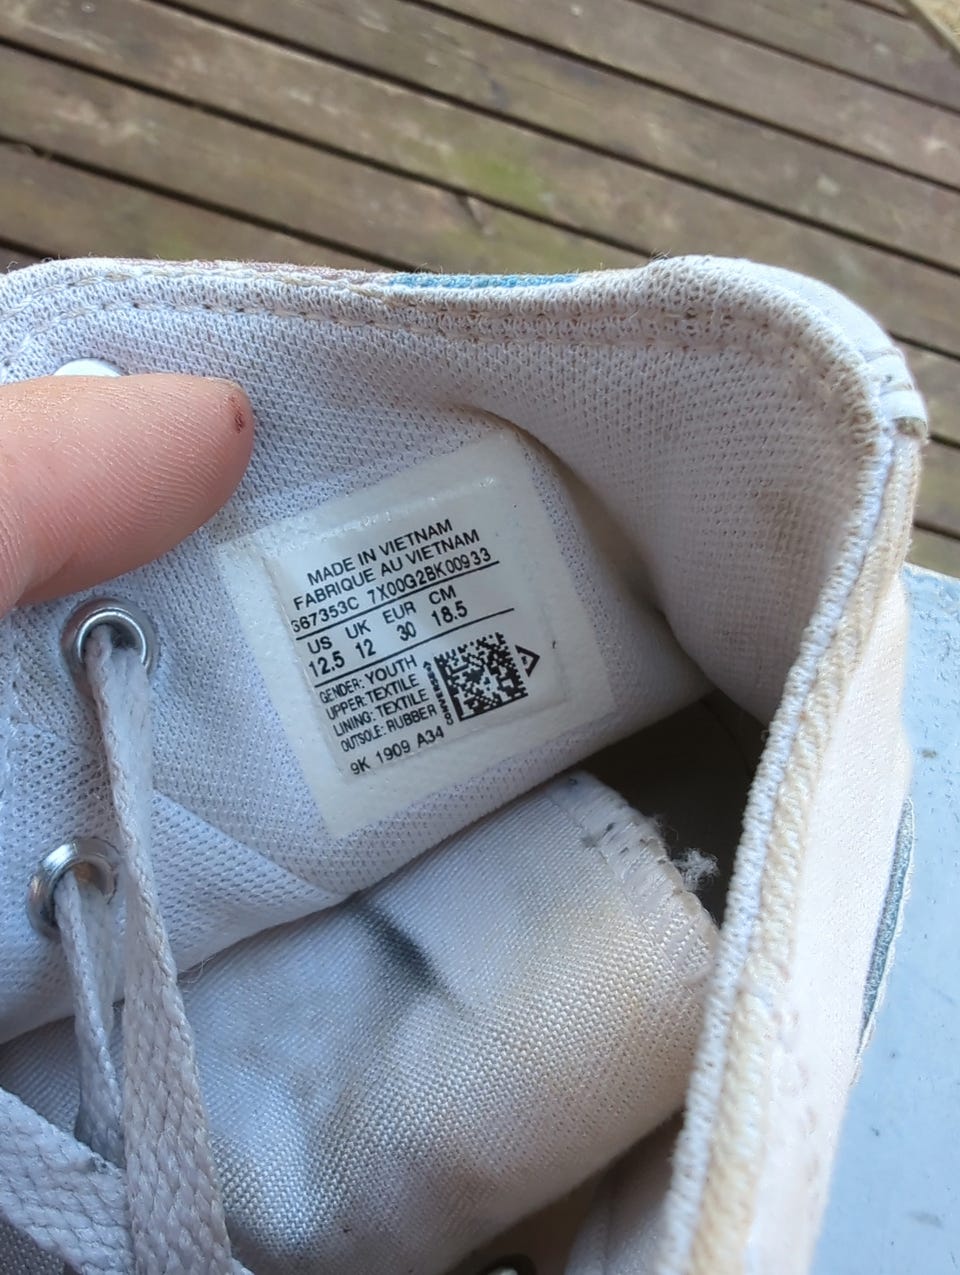 MADE IN VIETNAM
FABRIQUE AU VIETNAM
667353C 7X00G2BK00933
US UK EUR CM
12.5 12 30 18.5
GENDER: YOUTH
UPPER: TEXTILE
LINING: TEXTILE
OUTSOLE: RUBBER
9K 1909 A34